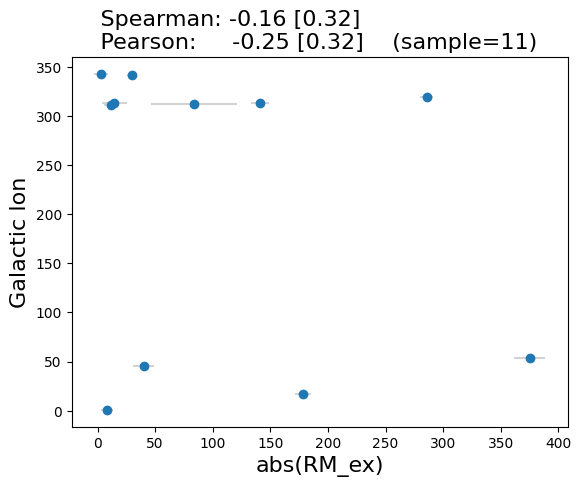 Spearman: -0.16 [0.32]
Pearson: -0.25 [0.32] (sample=11)
350
300
250
200
150
100
50
0
Galactic lon
0 50 100 150 200 250 300 350 400
abs(RM_ex)